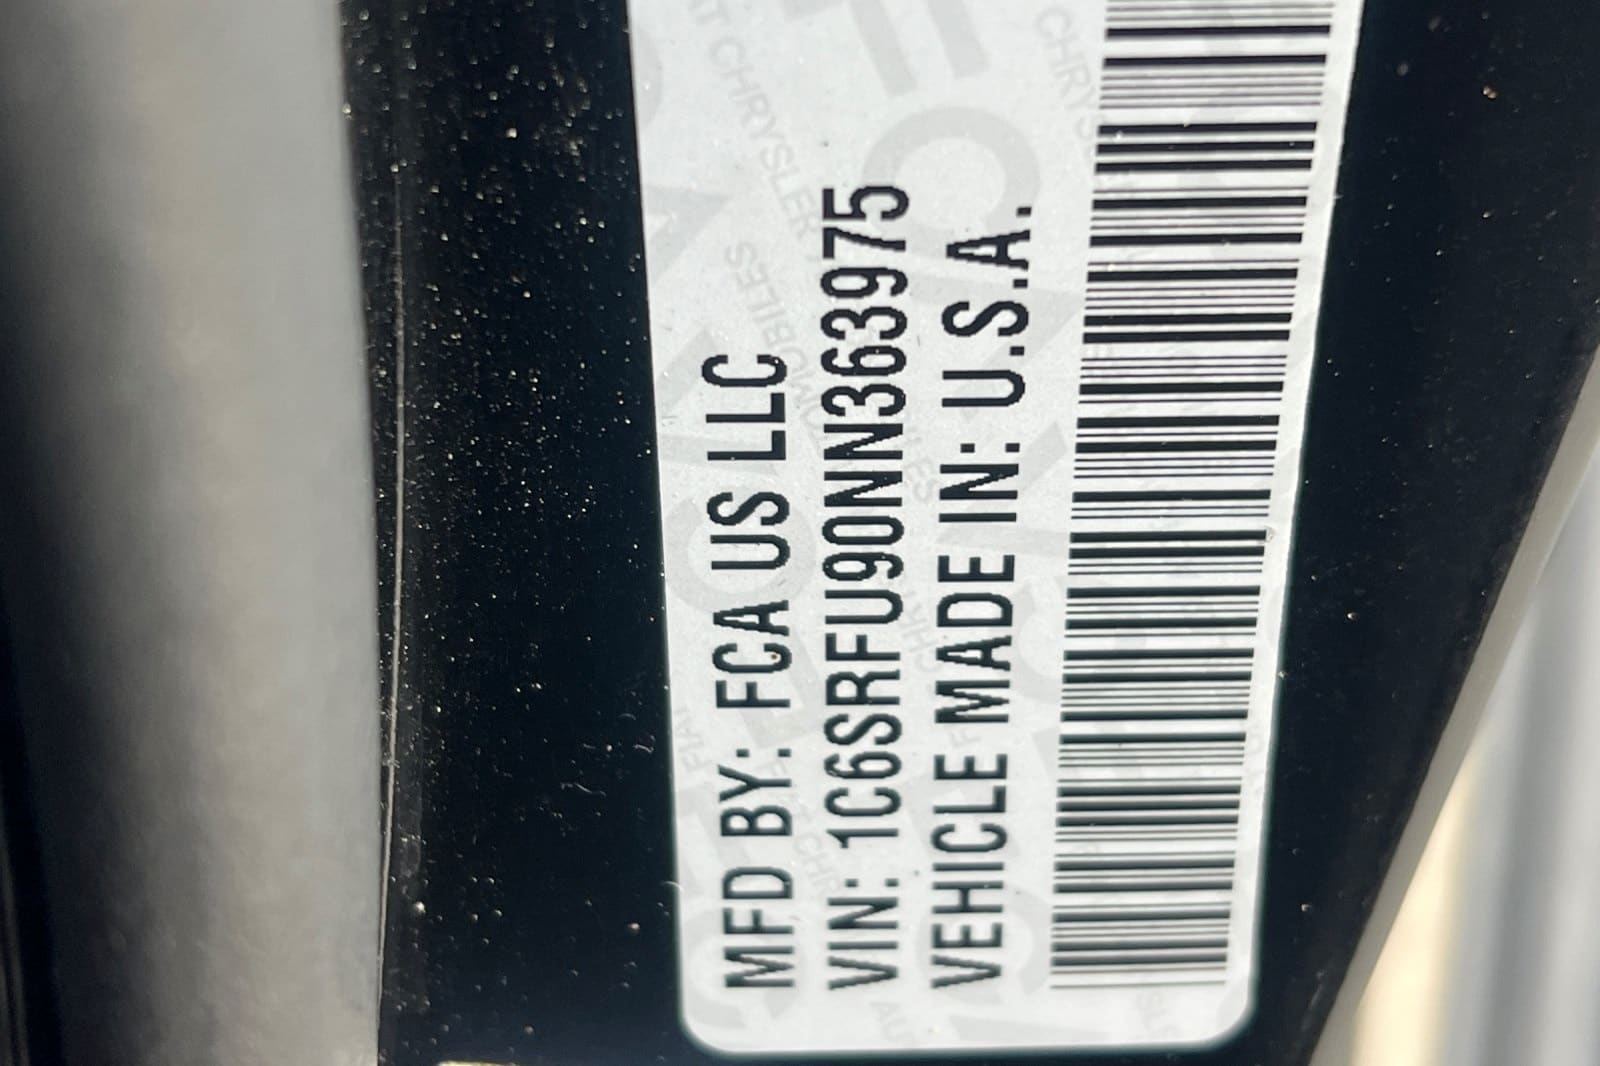 MFD BY: FCA US LLC
VIN: 1C6SRFU90NN363975
VEHICLE MADE IN: U.S.A.